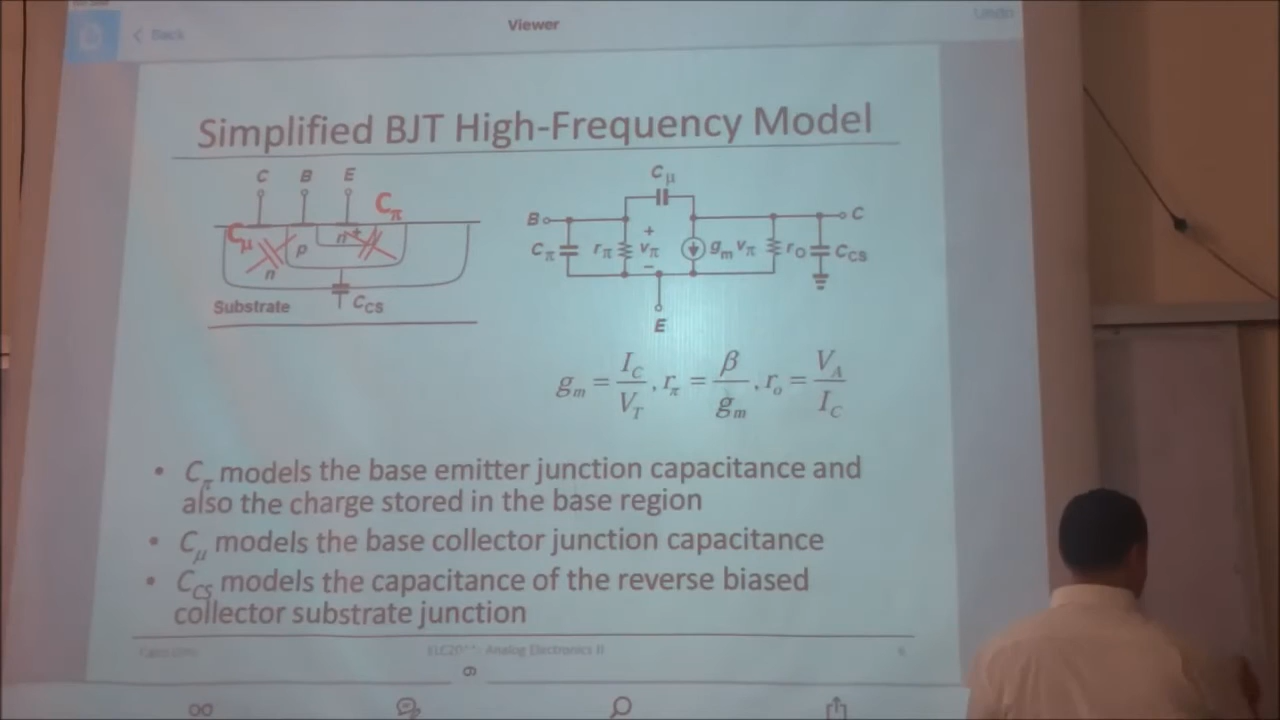 Viewer
Undo
Back
Simplified BJT High-Frequency Model
C B E
Cπ
Cμ
n+
p
n
Substrate
CCS
Cμ
B
C
Cπ
rπ
+
vπ
−
gmvπ
rO
CCS
E
gm = IC/VT, rπ = β/gm, ro = VA/IC
• Cπ models the base emitter junction capacitance and
also the charge stored in the base region
• Cμ models the base collector junction capacitance
• CCS models the capacitance of the reverse biased
collector substrate junction
Analog Electronics II
6